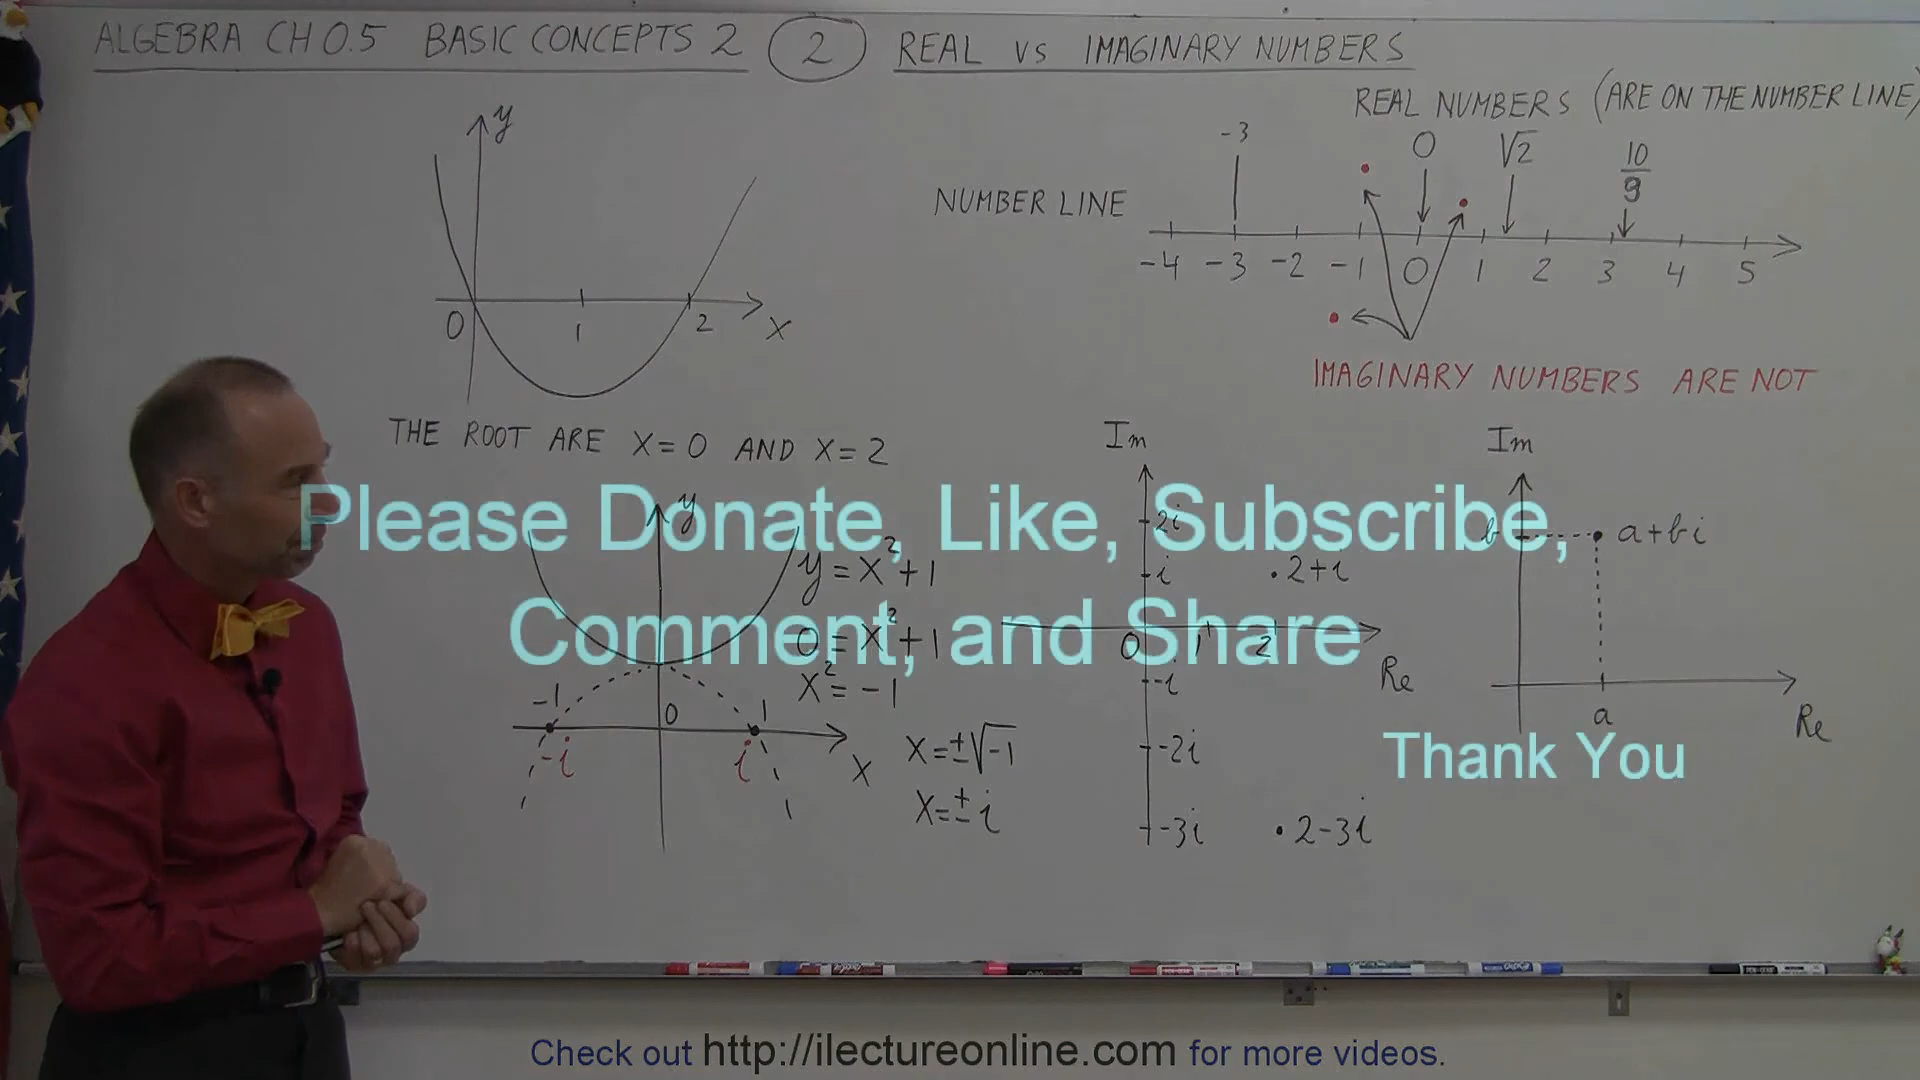 ALGEBRA CH 0.5 BASIC CONCEPTS 2 (2) REAL VS IMAGINARY NUMBERS
REAL NUMBERS (ARE ON THE NUMBER LINE)
y
0 1 2 x
THE ROOT ARE X=0 AND X=2
-3 0 √2 10/9
NUMBER LINE
-4 -3 -2 -1 0 1 2 3 4 5
IMAGINARY NUMBERS ARE NOT
y
y=x²+1
0=x²+1
x²=-1
-1 0 1
-i i x
x=±√-1
x=±i
Im
2i
i .2+i
0 1 2 Re
-i
-2i
-3i .2-3i
Im
b a+bi
a Re
Please Donate, Like, Subscribe,
Comment, and Share
Thank You
Check out http://ilectureonline.com for more videos.